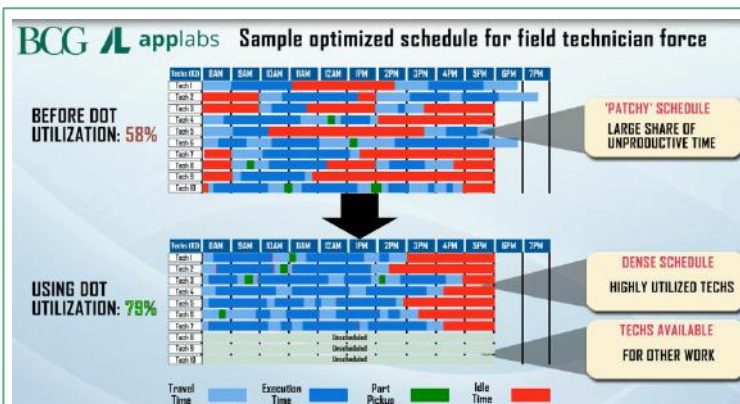 BCG applabs Sample optimized schedule for field technician force
Techs (10) 8AM 9AM 10AM 11AM 12AM 1PM 2PM 3PM 4PM 5PM 6PM 7PM
Tech 1
Tech 2
Tech 3
Tech 4
Tech 5
Tech 6
Tech 7
Tech 8
Tech 9
Tech 10
BEFORE DOT
UTILIZATION: 58%
'PATCHY' SCHEDULE
LARGE SHARE OF
UNPRODUCTIVE TIME
Techs (10) 8AM 9AM 10AM 11AM 12AM 1PM 2PM 3PM 4PM 5PM 6PM 7PM
Tech 1
Tech 2
Tech 3
Tech 4
Tech 5
Tech 6
Tech 7
Tech 8 Unscheduled
Tech 9 Unscheduled
Tech 10 Unscheduled
USING DOT
UTILIZATION: 79%
DENSE SCHEDULE
HIGHLY UTILIZED TECHS
TECHS AVAILABLE
FOR OTHER WORK
Travel Time
Execution Time
Part Pickup
Idle Time